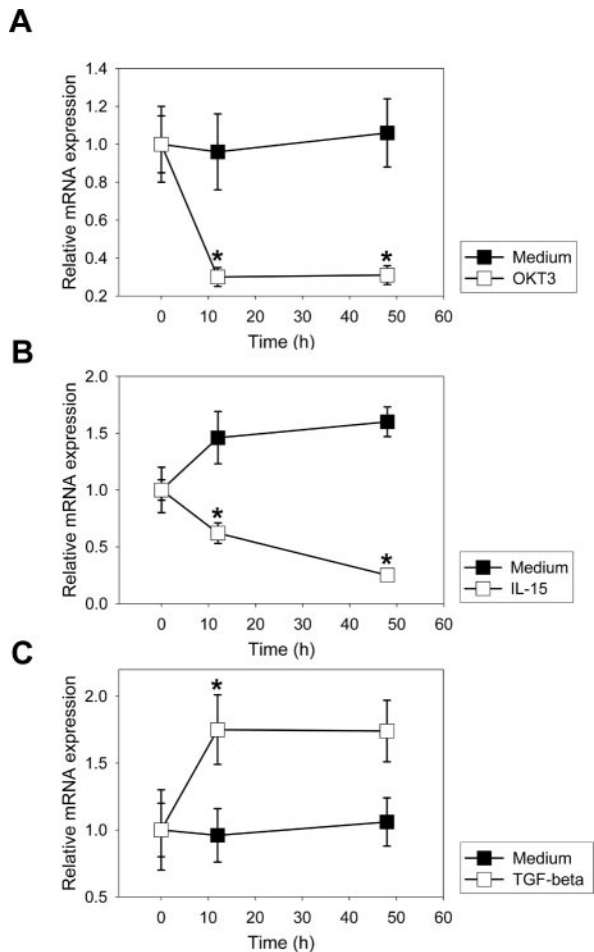 A
1.4
1.2
1.0
0.8
0.6
0.4
0.2
Relative mRNA expression
* *
0 10 20 30 40 50 60
Time (h)
Medium
OKT3
B
2.0
1.5
1.0
0.5
0.0
Relative mRNA expression
*
*
0 10 20 30 40 50 60
Time (h)
Medium
IL-15
C
2.0
1.5
1.0
0.5
Relative mRNA expression
*
0 10 20 30 40 50 60
Time (h)
Medium
TGF-beta